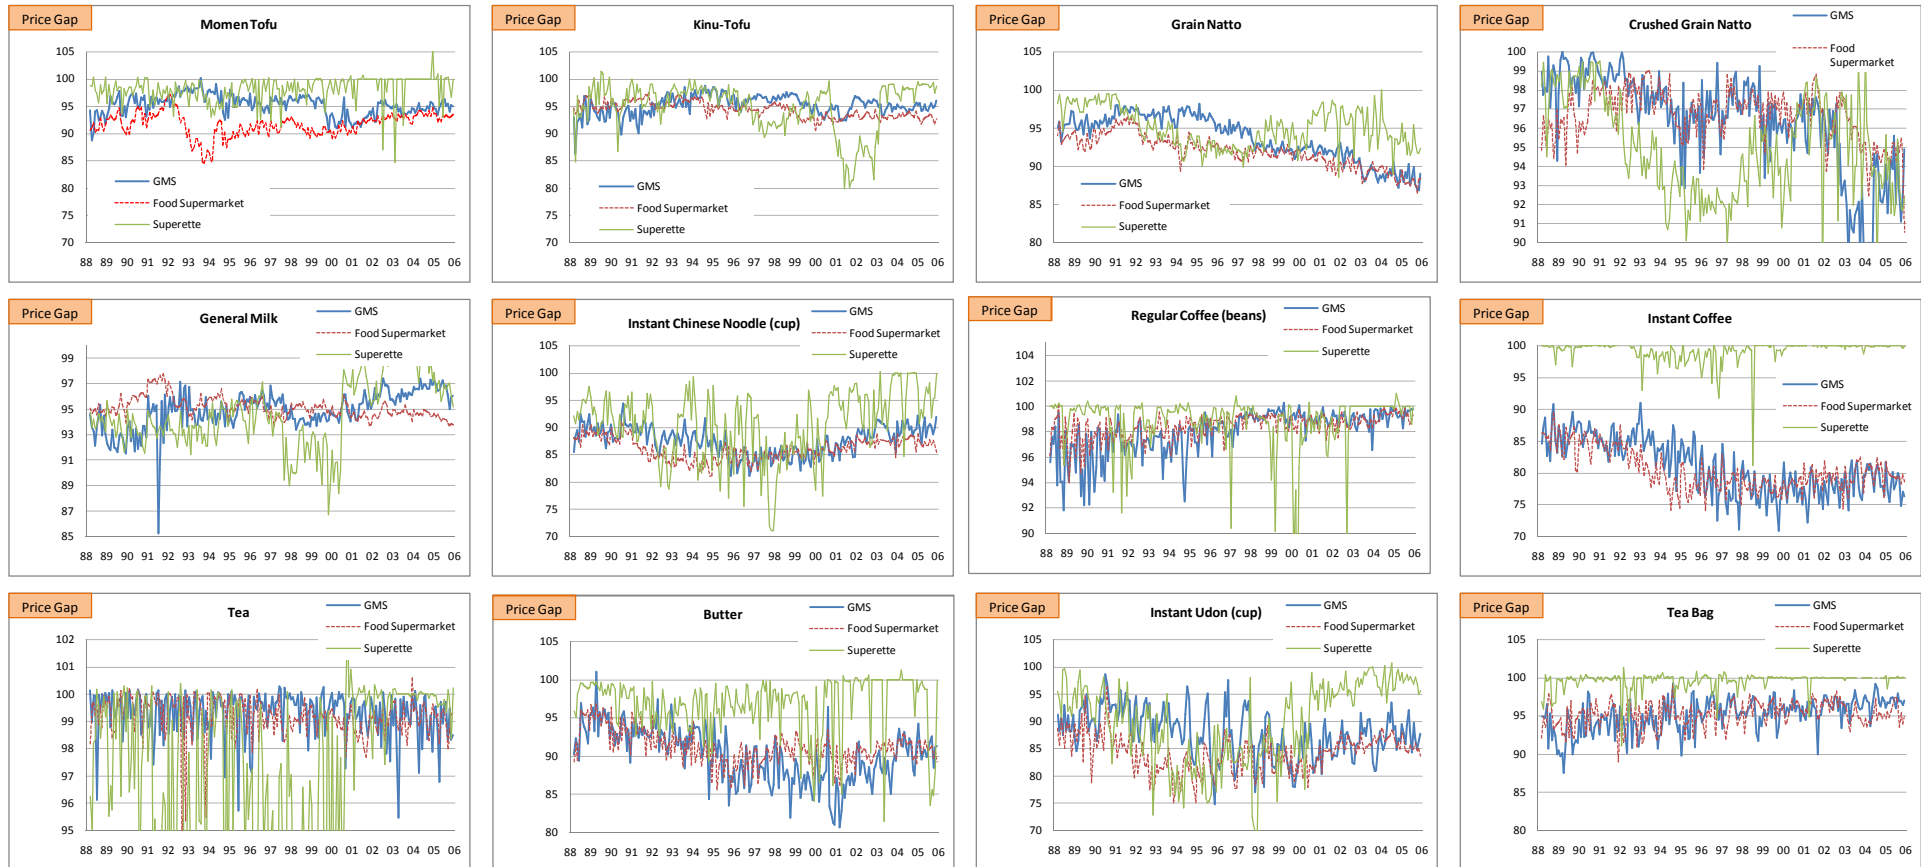 Price Gap
Momen Tofu
105
100
95
90
85
80
75
70
GMS
Food Supermarket
Superette
88 89 90 91 92 93 94 95 96 97 98 99 00 01 02 03 05 06
Price Gap
Kinu-Tofu
105
100
95
90
85
80
75
70
GMS
Food Supermarket
Superette
88 89 90 91 92 93 94 95 96 97 98 99 00 01 02 03 05 06
Price Gap
Grain Natto
105
100
95
90
85
80
GMS
Food Supermarket
Superette
88 89 90 91 92 93 94 95 96 97 98 99 00 01 02 03 05 06
Price Gap
Crushed Grain Natto
GMS
Food
Supermarket
100
99
98
97
96
95
94
93
92
91
90
88 89 90 91 92 93 94 95 96 97 98 99 00 01 02 03 05 06
Price Gap
General Milk
GMS
Food Supermarket
Superette
99
97
95
93
91
89
87
85
88 89 90 91 92 93 94 95 96 97 98 99 00 01 02 03 05 06
Price Gap
Instant Chinese Noodle (cup)
GMS
Food Supermarket
Superette
105
100
95
90
85
80
75
70
88 89 90 91 92 93 94 95 96 97 98 99 00 01 02 03 05 06
Price Gap
Regular Coffee (beans)
GMS
Food Supermarket
Superette
104
102
100
98
96
94
92
90
88 89 90 91 92 93 94 95 96 97 98 99 00 01 02 03 05 06
Price Gap
Instant Coffee
100
95
90
85
80
75
70
GMS
Food Supermarket
Superette
88 89 90 91 92 93 94 95 96 97 98 99 00 01 02 03 05 06
Price Gap
Tea
GMS
Food Supermarket
Superette
102
101
100
99
98
97
96
95
88 89 90 91 92 93 94 95 96 97 98 99 00 01 02 03 05 06
Price Gap
Butter
GMS
Food Supermarket
Superette
105
100
95
90
85
80
88 89 90 91 92 93 94 95 96 97 98 99 00 01 02 03 05 06
Price Gap
Instant Udon (cup)
GMS
Food Supermarket
Superette
105
100
95
90
85
80
75
70
88 89 90 91 92 93 94 95 96 97 98 99 00 01 02 03 05 06
Price Gap
Tea Bag
GMS
Food Supermarket
Superette
105
100
95
90
85
80
88 89 90 91 92 93 94 95 96 97 98 99 00 01 02 03 05 06